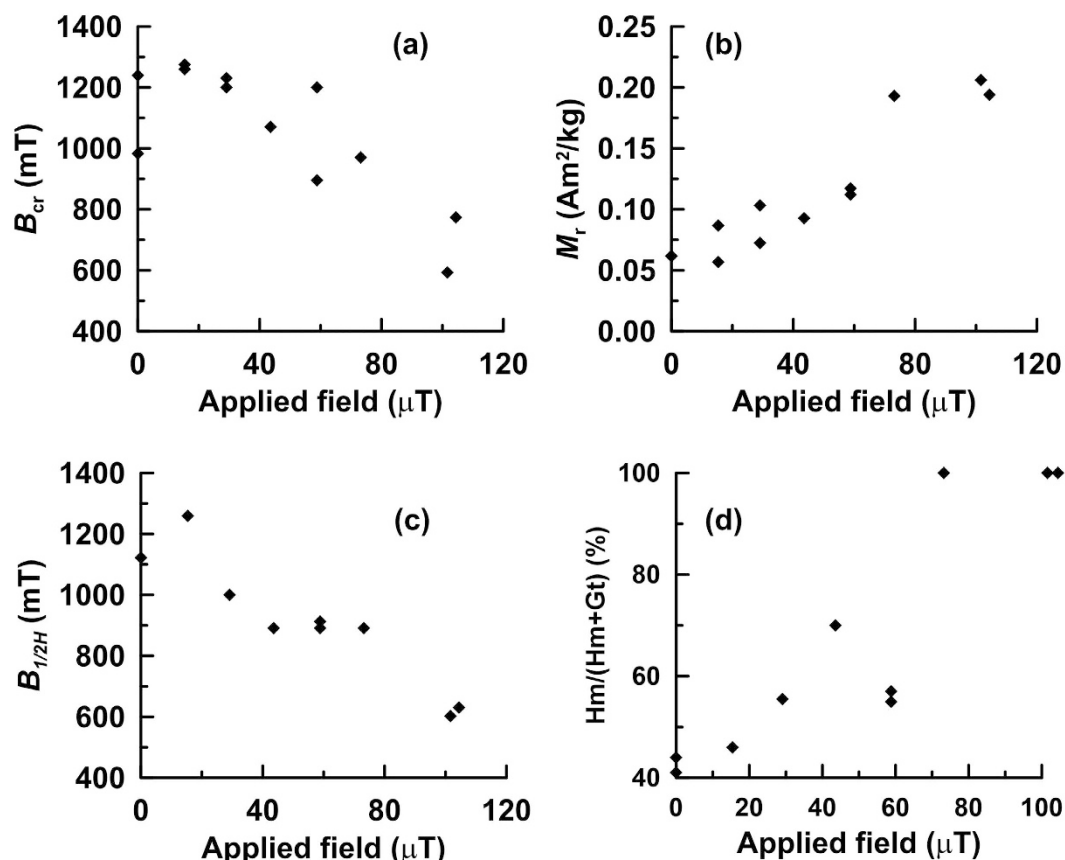 1400
1200
1000
800
600
400
B_cr (mT)
(a)
0 40 80 120
Applied field (μT)
0.25
0.20
0.15
0.10
0.05
0.00
M_r (Am²/kg)
(b)
0 40 80 120
Applied field (μT)
1400
1200
1000
800
600
400
B_1/2H (mT)
(c)
0 40 80 120
Applied field (μT)
100
80
60
40
Hm/(Hm+Gt) (%)
(d)
0 20 40 60 80 100
Applied field (μT)